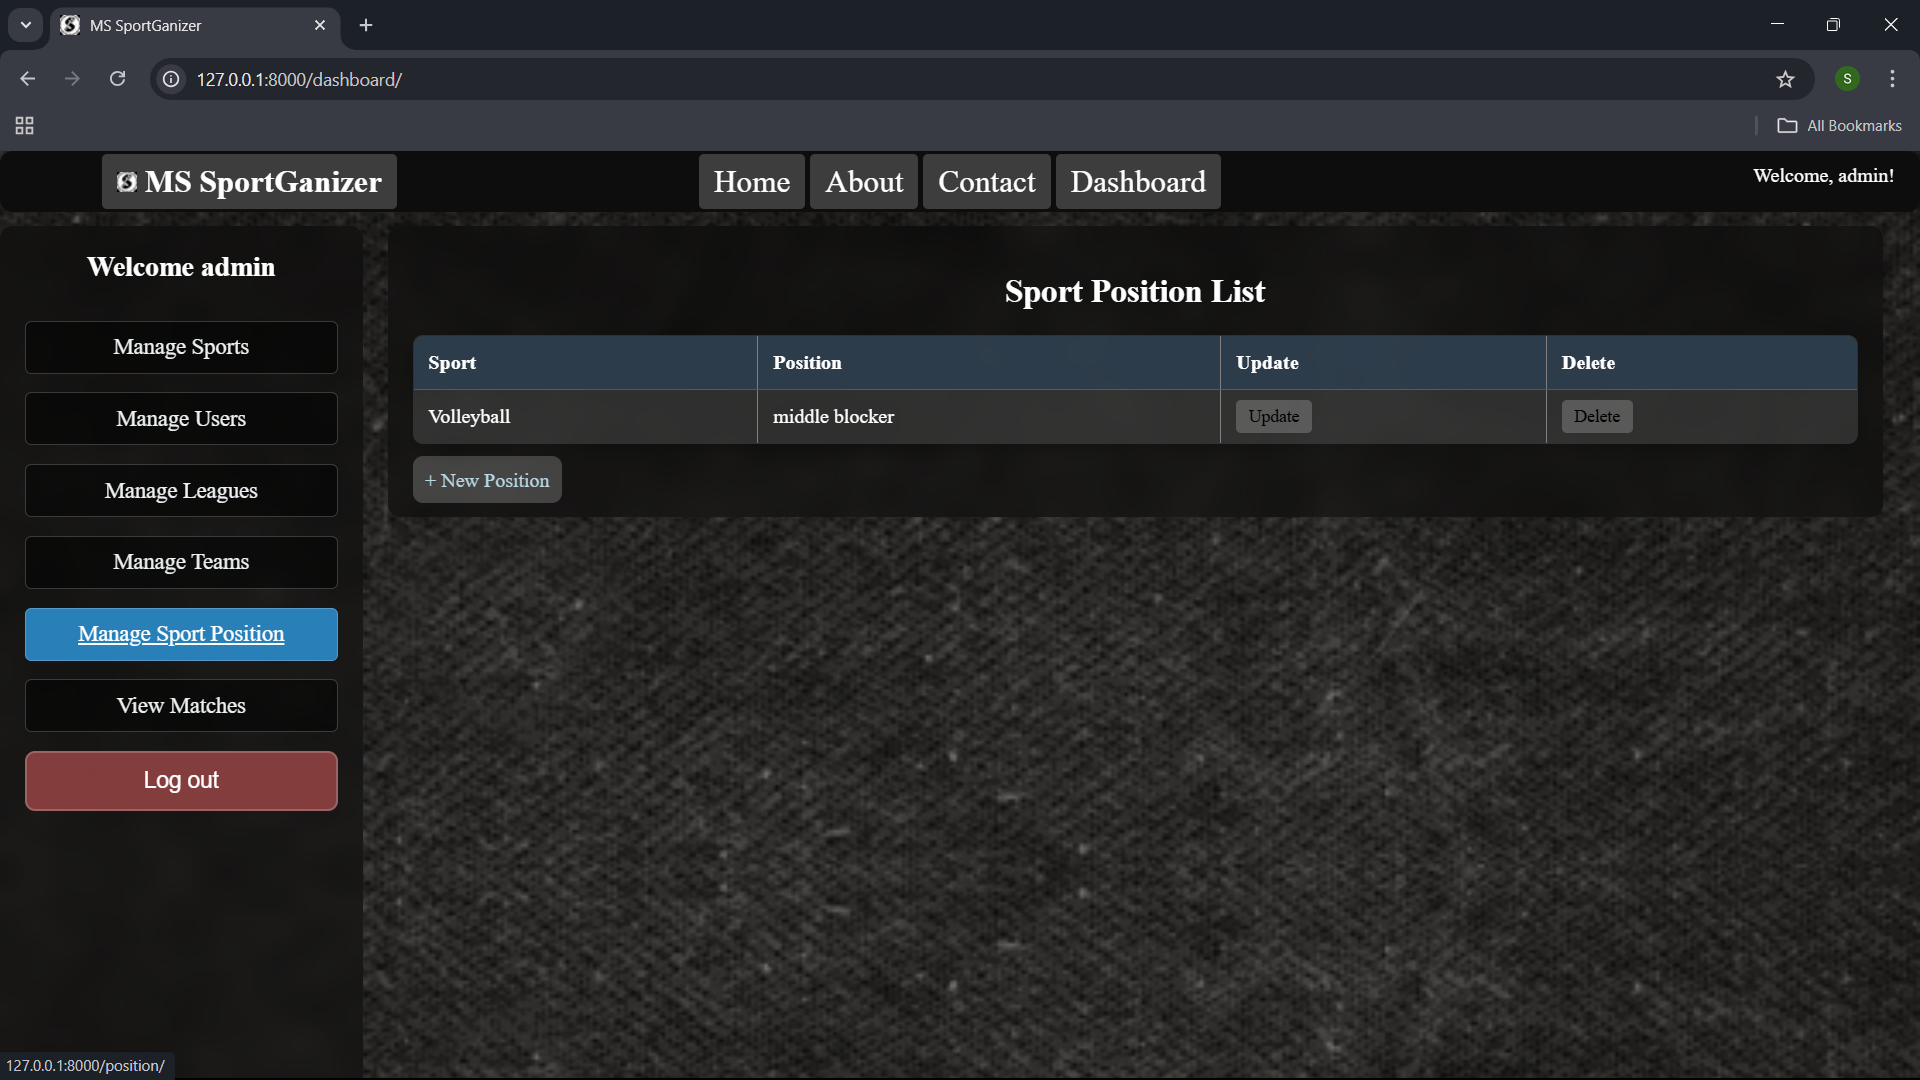 MS SportGanizer
127.0.0.1:8000/dashboard/
S
All Bookmarks
MS SportGanizer
Home
About
Contact
Dashboard
Welcome, admin!
Welcome admin
Manage Sports
Manage Users
Manage Leagues
Manage Teams
Manage Sport Position
View Matches
Log out
Sport Position List
Sport Position Update Delete
Volleyball middle blocker Update Delete
+ New Position
127.0.0.1:8000/position/